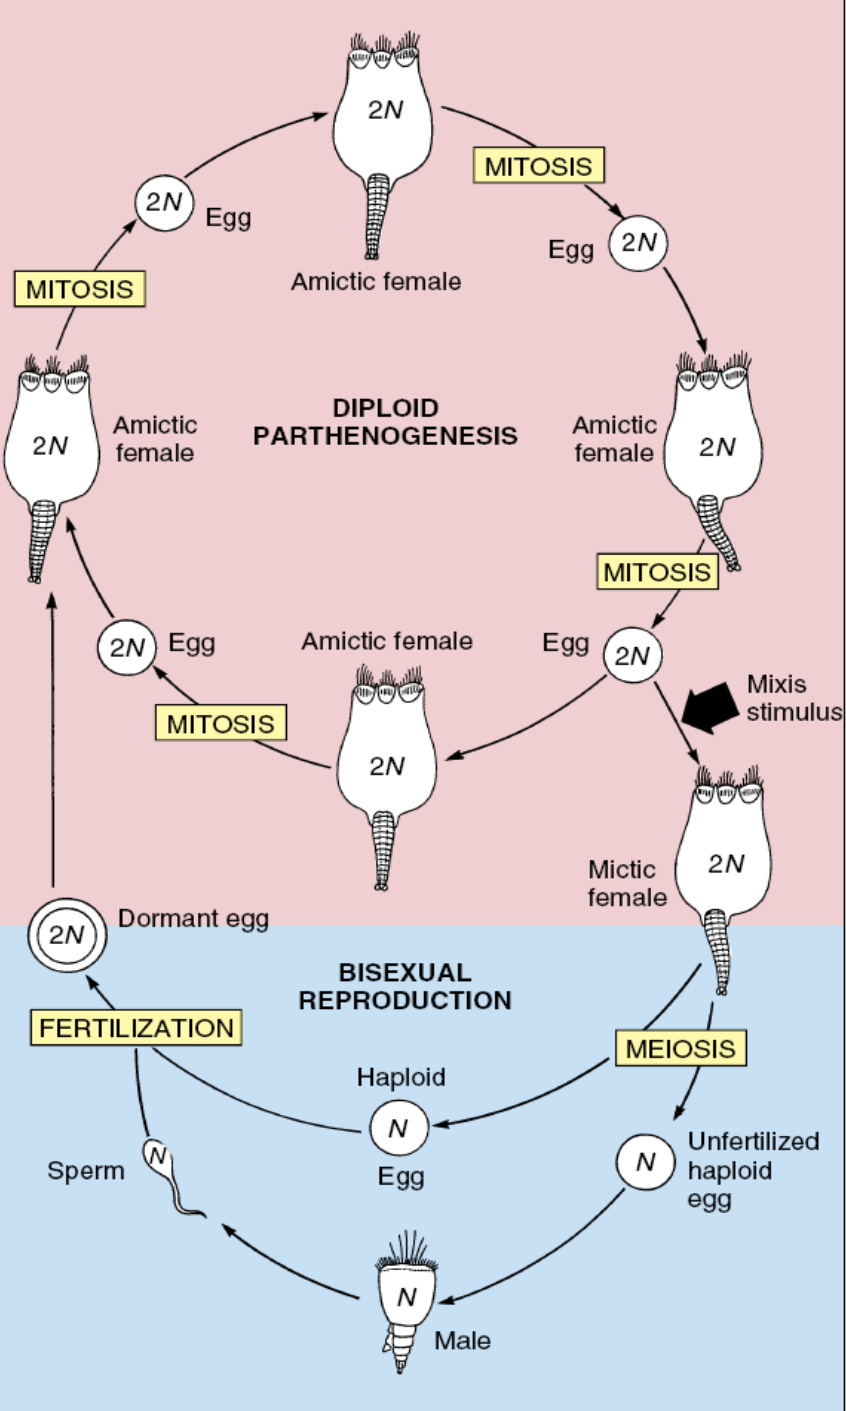 2N
MITOSIS
2N
Egg
Egg
2N
Amictic female
MITOSIS
DIPLOID
PARTHENOGENESIS
Amictic
female
2N
Amictic
female
2N
MITOSIS
2N
Egg
Amictic female
Egg
2N
Mixis
stimulus
MITOSIS
2N
Mictic
female
2N
Dormant egg
2N
BISEXUAL
REPRODUCTION
FERTILIZATION
MEIOSIS
Haploid
N
Egg
Unfertilized
haploid
egg
N
Sperm
N
N
Male